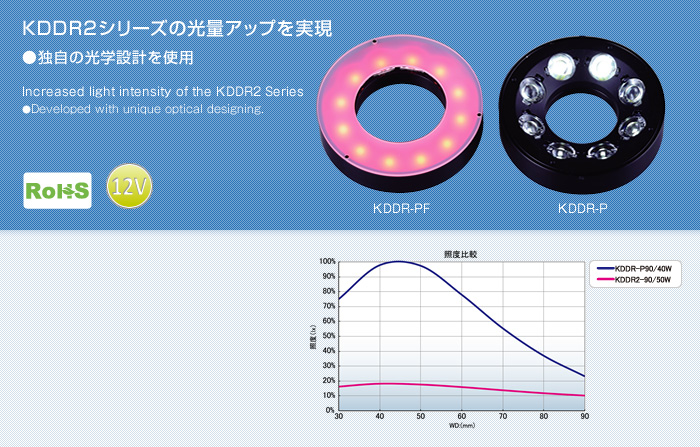 KDDR2シリーズの光量アップを実現
●独自の光学設計を使用
Increased light intensity of the KDDR2 Series
●Developed with unique optical designing.
RoHS
12V
KDDR-PF
KDDR-P
照度比較
100%
90%
80%
70%
60%
50%
40%
30%
20%
10%
0%
照度(lx)
30 40 50 60 70 80 90
WD:(mm)
KDDR-P90/40W
KDDR2-90/50W